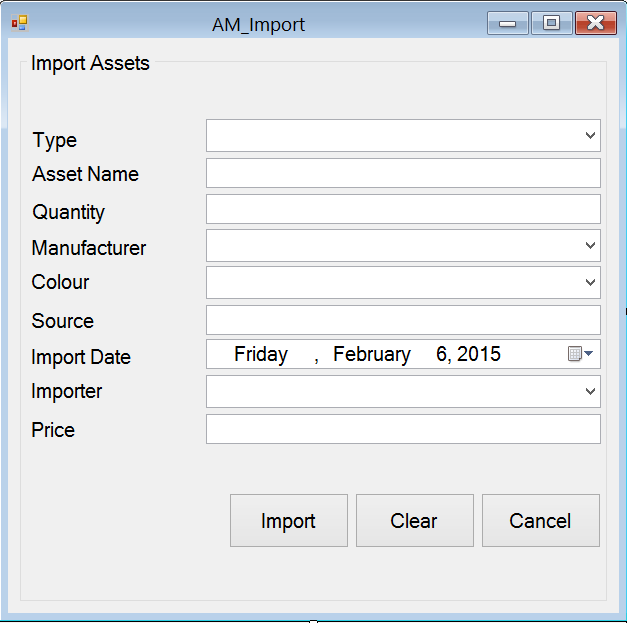 AM_Import
Import Assets
Type
Asset Name
Quantity
Manufacturer
Colour
Source
Import Date Friday , February 6, 2015
Importer
Price
Import Clear Cancel